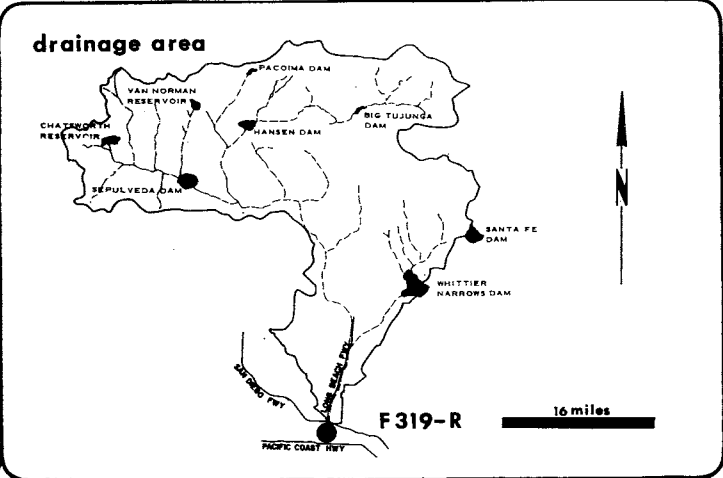 drainage area
PACOIMA DAM
VAN NORMAN
RESERVOIR
CHATSWORTH
RESERVOIR
HANSEN DAM
BIG TUJUNGA
DAM
SEPULVEDA DAM
SANTA FE
DAM
N
WHITTIER
NARROWS DAM
LONG BEACH FWY
SAN DIEGO FWY
F319-R
16 miles
PACIFIC COAST HWY